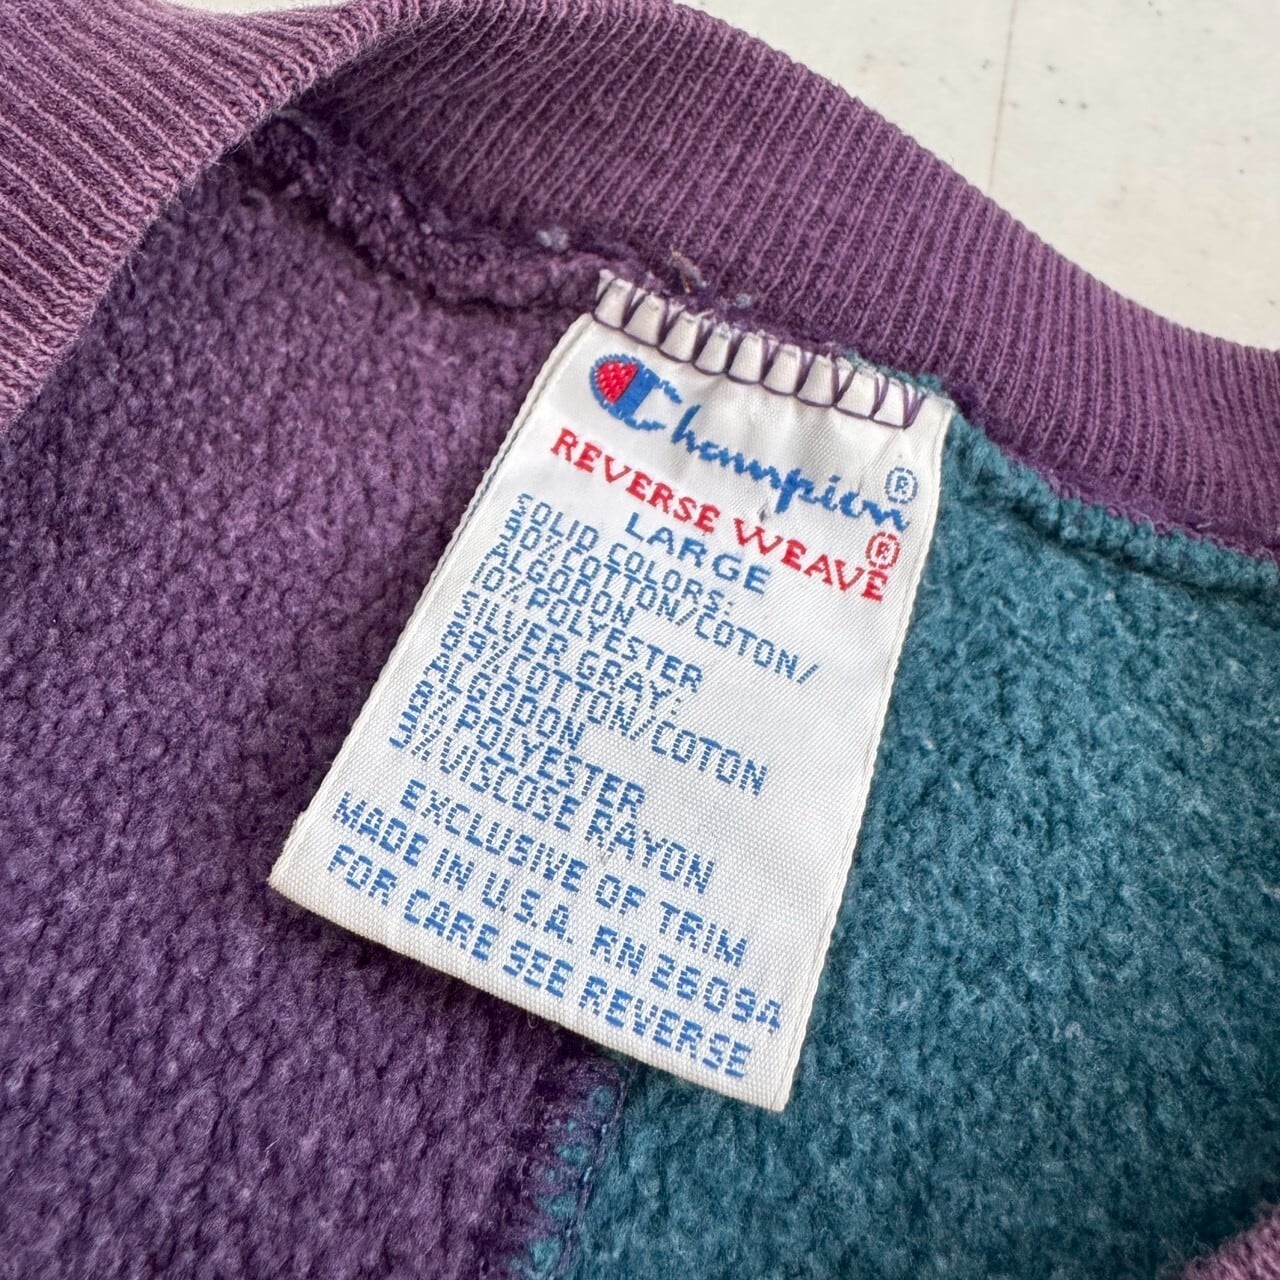 Champion®
REVERSE WEAVE®
LARGE
SOLID COLORS:
90%COTTON/COTON/
ALGODON
10%POLYESTER
SILVER GRAY:
89%COTTON/COTON
ALGODON
8%POLYESTER
3%VISCOSE RAYON
EXCLUSIVE OF TRIM
MADE IN U.S.A. RN 26094
FOR CARE SEE REVERSE